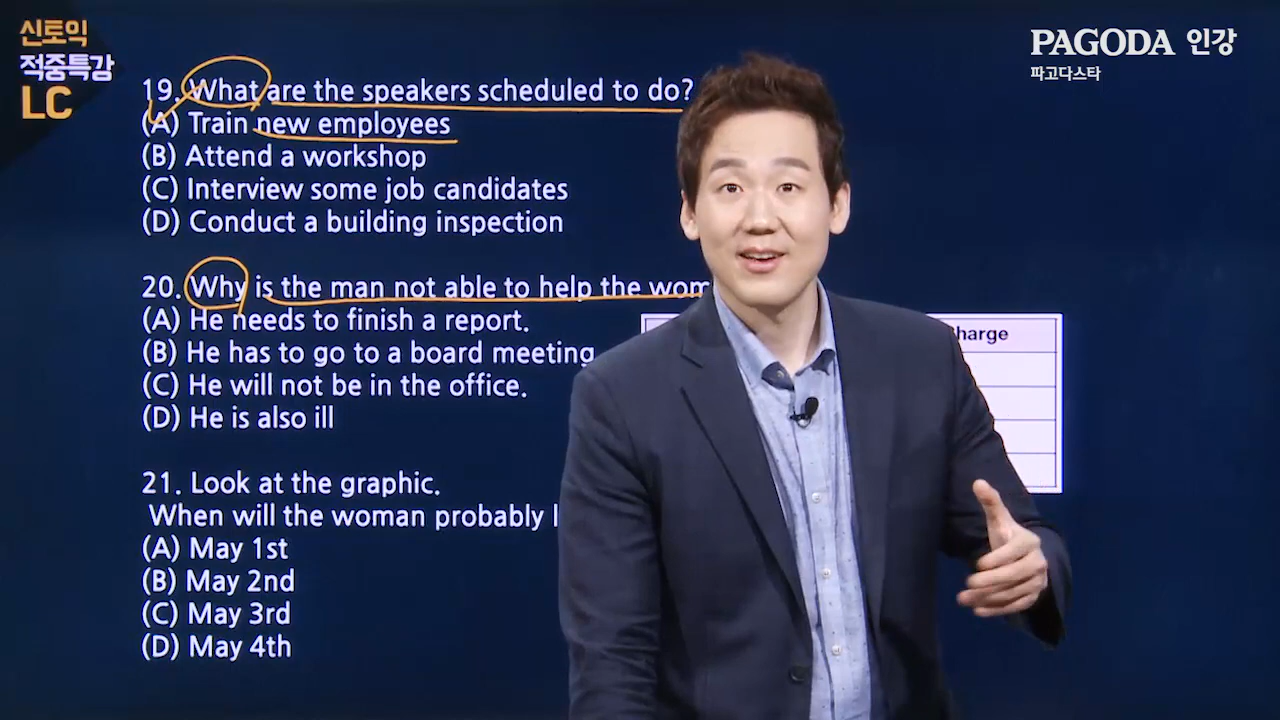 신토익
적중특강
LC
PAGODA 인강
파고다스타
19. What are the speakers scheduled to do?
(A) Train new employees
(B) Attend a workshop
(C) Interview some job candidates
(D) Conduct a building inspection
20. Why is the man not able to help the wom
(A) He needs to finish a report.
(B) He has to go to a board meeting
(C) He will not be in the office.
(D) He is also ill
harge
21. Look at the graphic.
When will the woman probably l
(A) May 1st
(B) May 2nd
(C) May 3rd
(D) May 4th